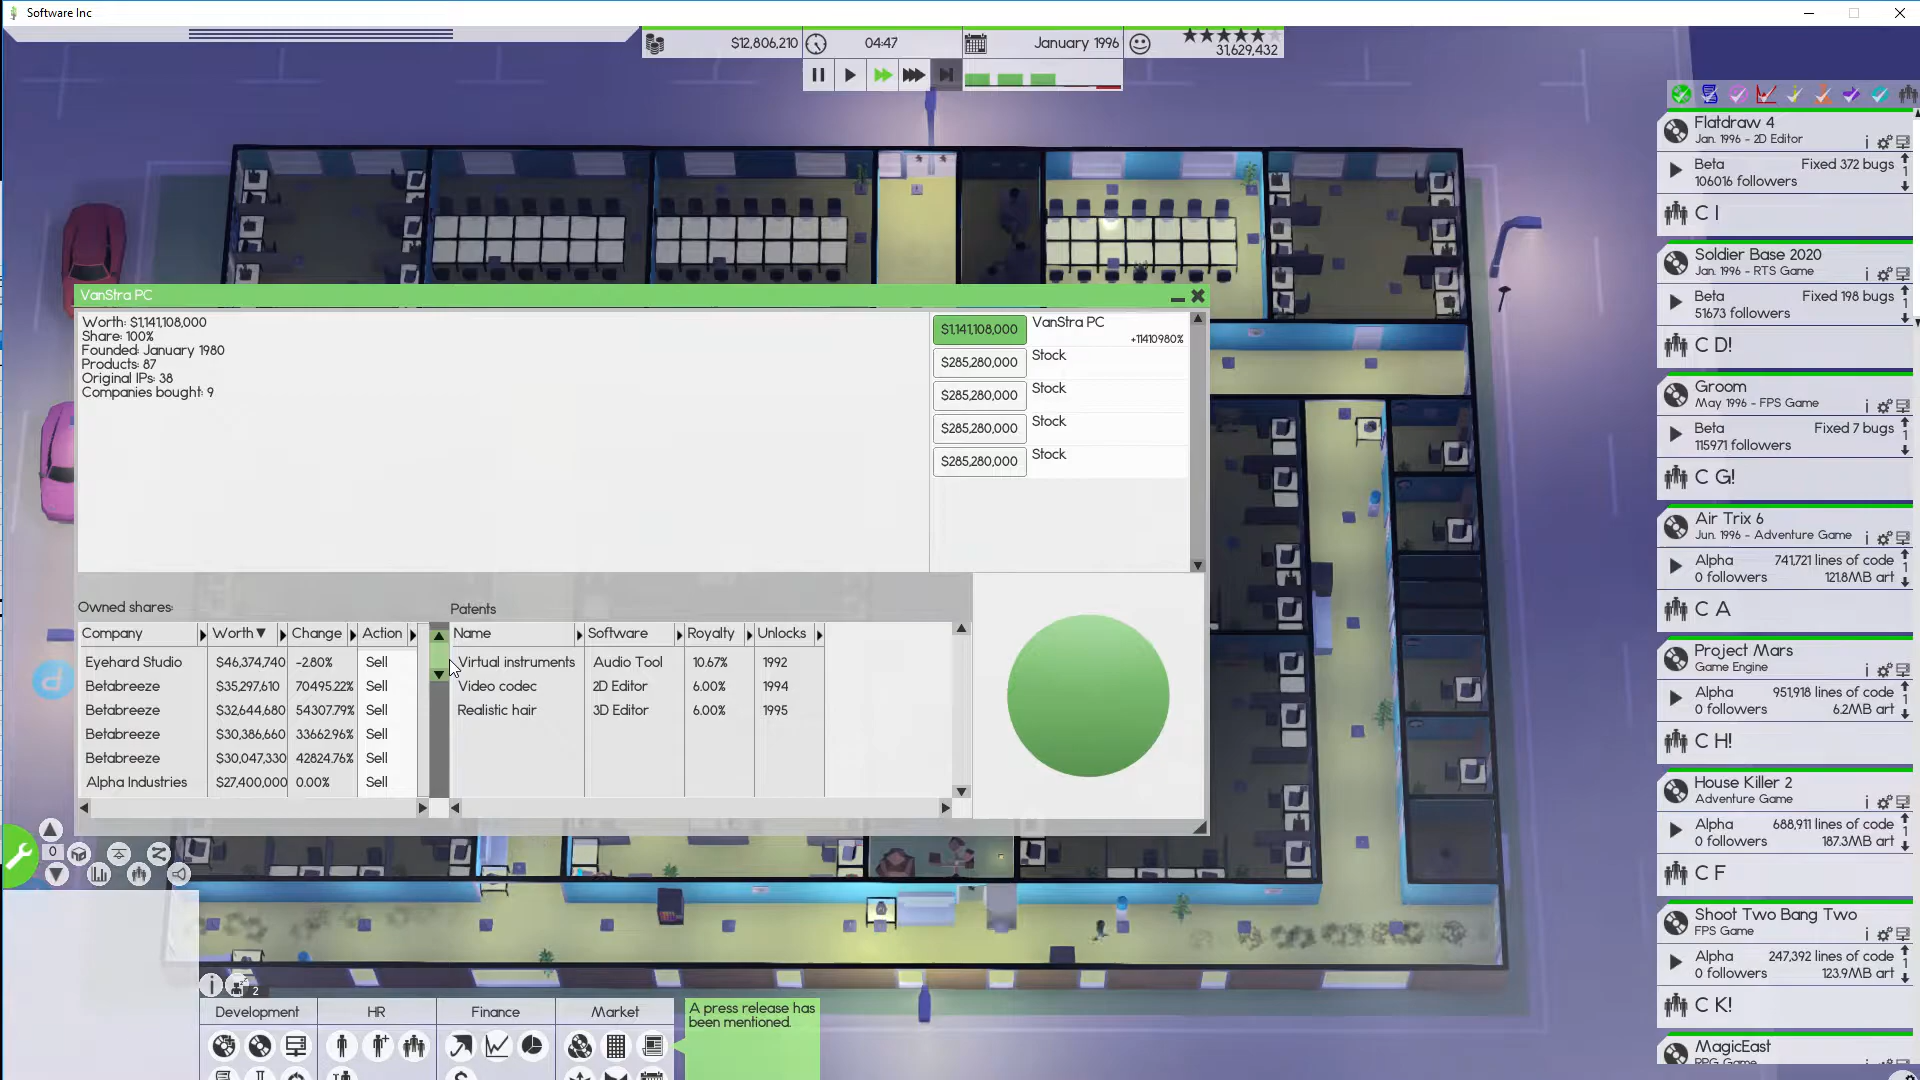 Software Inc
$12,806,210
04:47
January 1996
31,629,432
VanStra PC
Worth: $1,141,108,000
Share: 100%
Founded: January 1980
Products: 87
Original IPs: 38
Companies bought: 9
$1,141,108,000 VanStra PC
+11410980%
$285,280,000 Stock
$285,280,000 Stock
$285,280,000 Stock
$285,280,000 Stock
Owned shares:
Company Worth▼ Change Action
Eyehard Studio $46,374,740 -2.80% Sell
Betabreeze $35,297,610 70495.22% Sell
Betabreeze $32,644,680 54307.79% Sell
Betabreeze $30,386,660 33662.96% Sell
Betabreeze $30,047,330 42824.76% Sell
Alpha Industries $27,400,000 0.00% Sell
Patents
Name Software Royalty Unlocks
Virtual instruments Audio Tool 10.67% 1992
Video codec 2D Editor 6.00% 1994
Realistic hair 3D Editor 6.00% 1995
Flatdraw 4
Jan. 1996 - 2D Editor
Beta Fixed 372 bugs
106016 followers 1
C I
Soldier Base 2020
Jan. 1996 - RTS Game
Beta Fixed 198 bugs
51673 followers 1
C D!
Groom
May 1996 - FPS Game
Beta Fixed 7 bugs
115971 followers 1
C G!
Air Trix 6
Jun. 1996 - Adventure Game
Alpha 741,721 lines of code
0 followers 121.8MB art 1
C A
Project Mars
Game Engine
Alpha 951,918 lines of code
0 followers 6.2MB art 1
C H!
House Killer 2
Adventure Game
Alpha 688,911 lines of code
0 followers 187.3MB art 1
C F
Shoot Two Bang Two
FPS Game
Alpha 247,392 lines of code
0 followers 123.9MB art 1
C K!
MagicEast
RPG Game
0
2
Development HR Finance Market
A press release has
been mentioned.